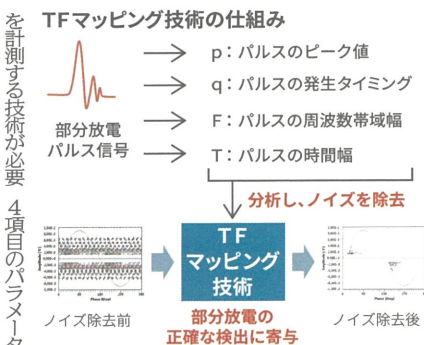 TFマッピング技術の仕組み
部分放電
パルス信号
p：パルスのピーク値
q：パルスの発生タイミング
F：パルスの周波数帯域幅
T：パルスの時間幅
分析し、ノイズを除去
TF
マッピング
技術
ノイズ除去前
ノイズ除去後
部分放電の
正確な検出に寄与
を計測する技術が必要
4項目のパラメータ